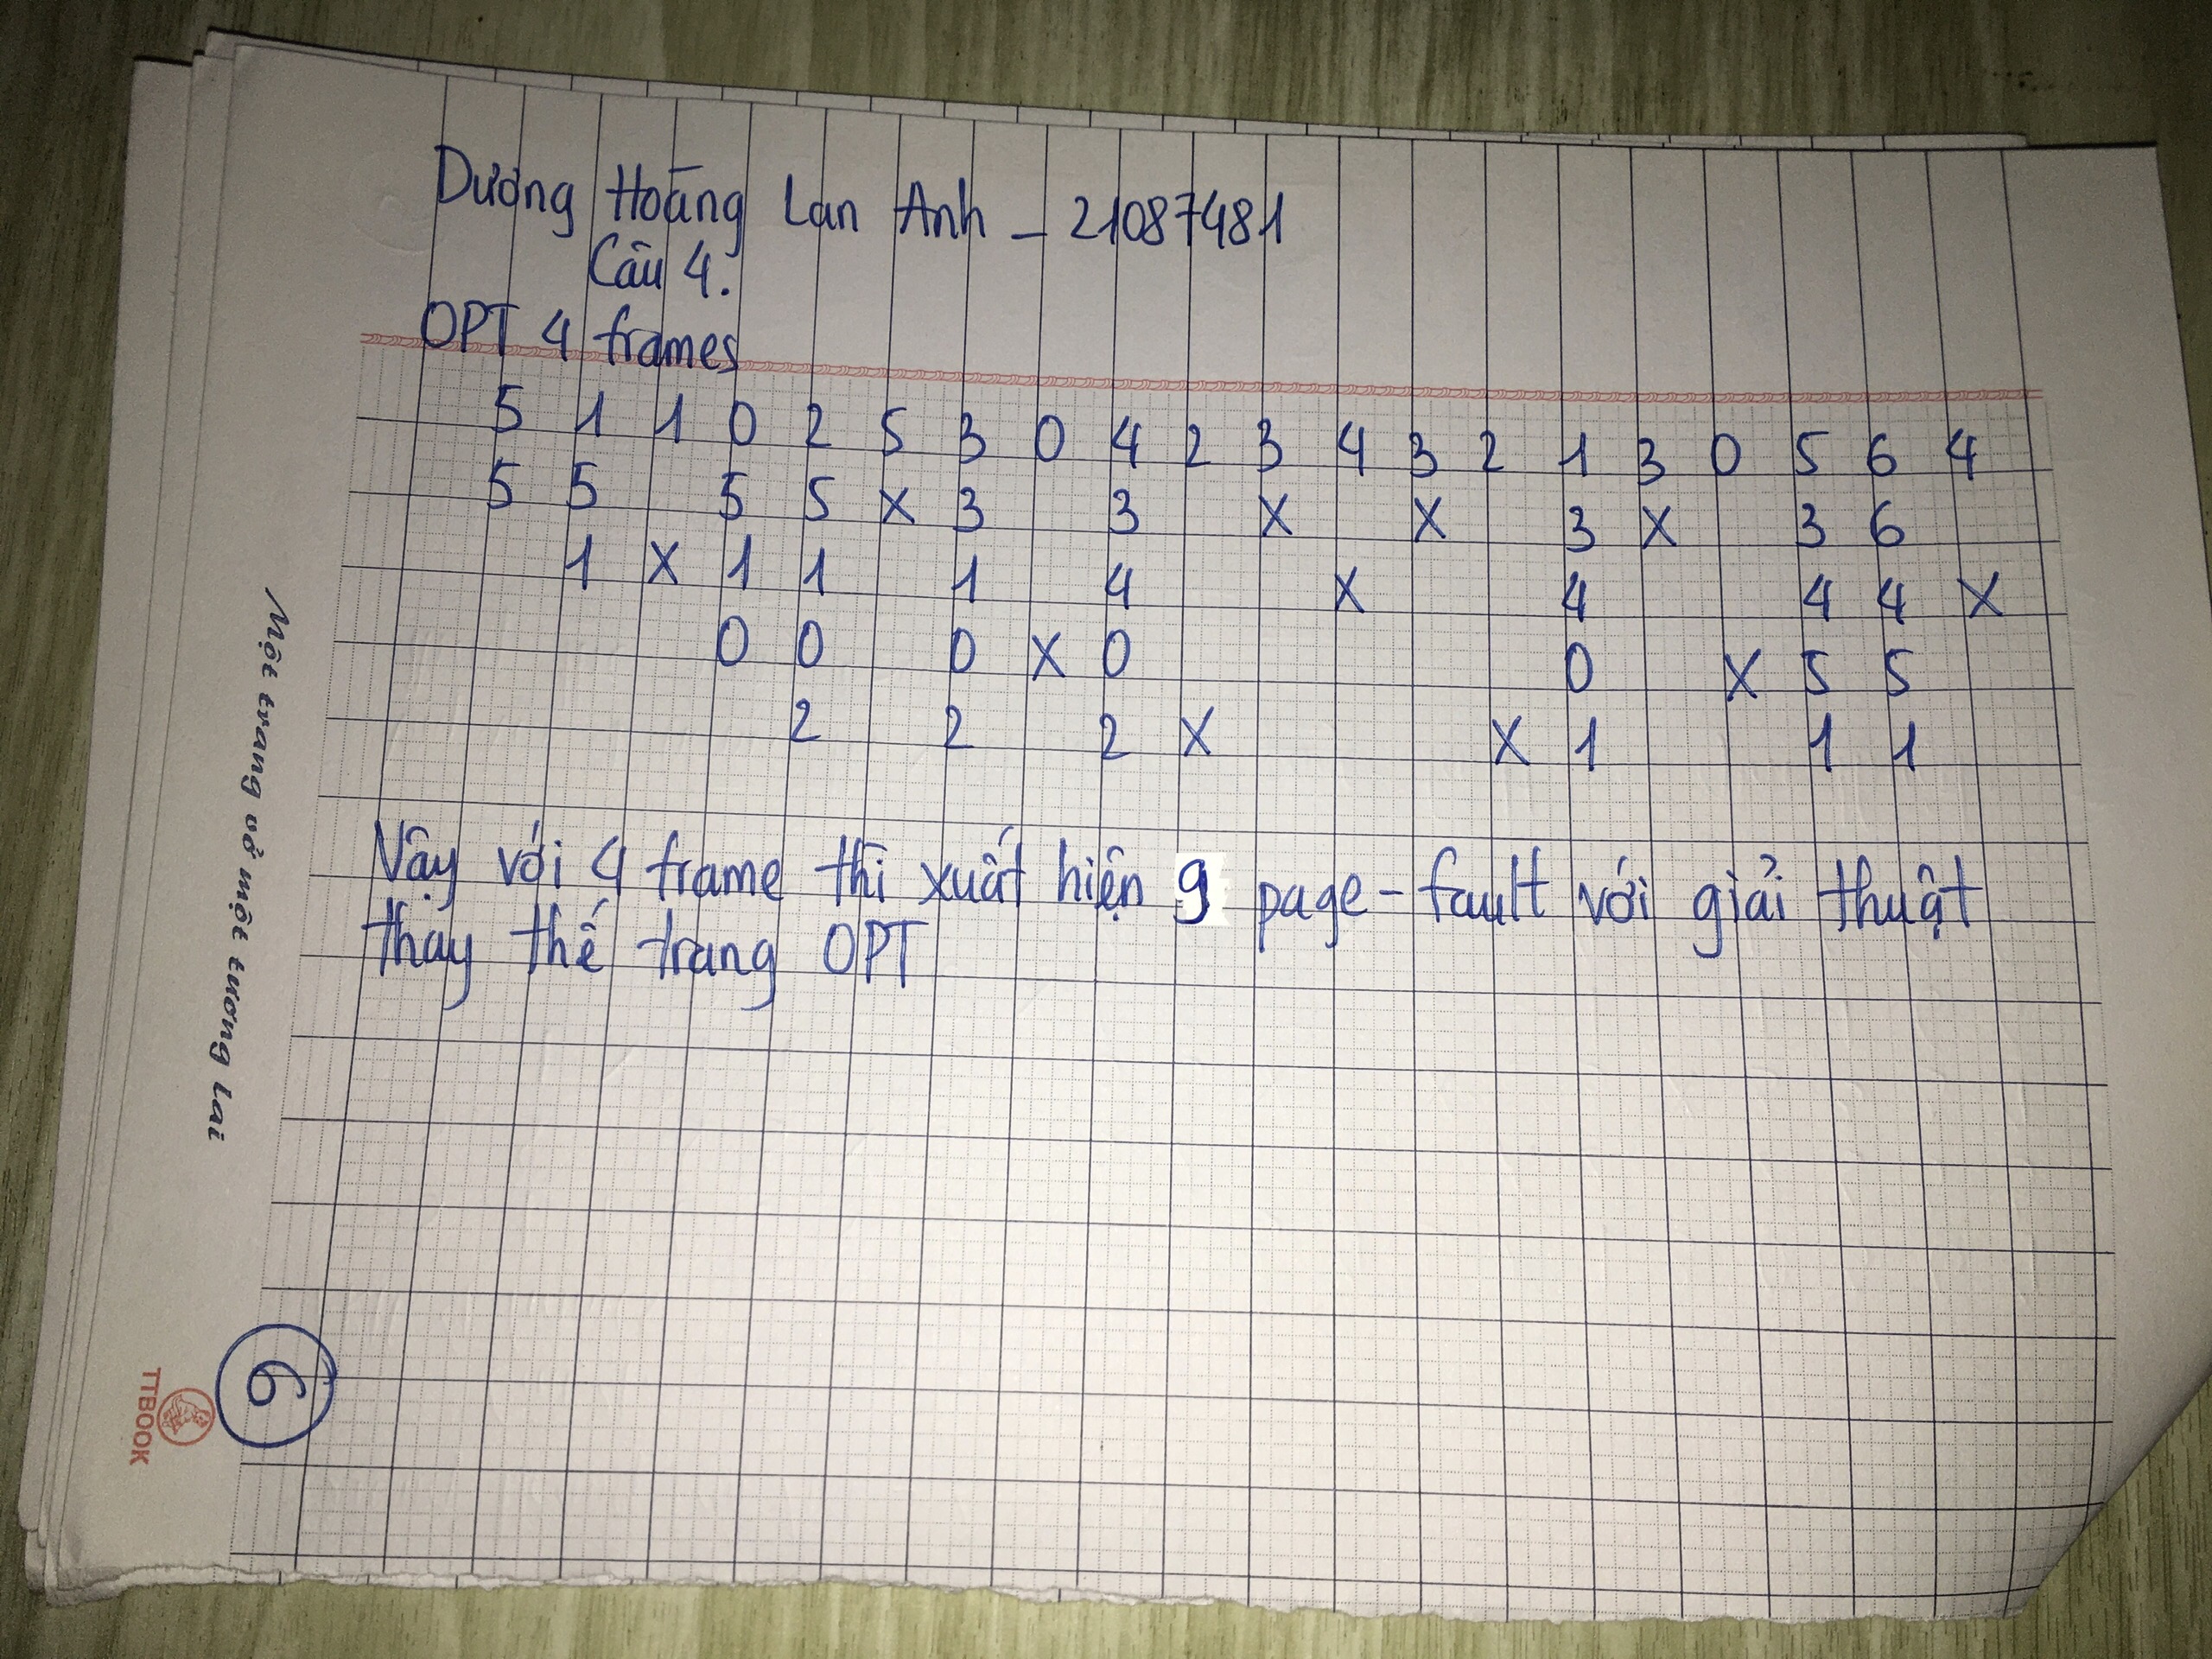 Dương Hoàng Lan Anh - 21087481
Câu 4.
OPT 4 frames
5 1 1 0 2 5 3 0 4 2 3 4 3 2 1 3 0 5 6 4
5 5 5 5 X 3 3 X X 3 X 3 6
1 X 1 1 1 4 X 4 4 4 X
0 0 0 X 0 0 X 5 5
2 2 2 X X 1 1 1
Vậy với 4 frame thì xuất hiện 9 page-fault với giải thuật
thay thế trang OPT
Một trang vở một tương lai
6
TTBOOK